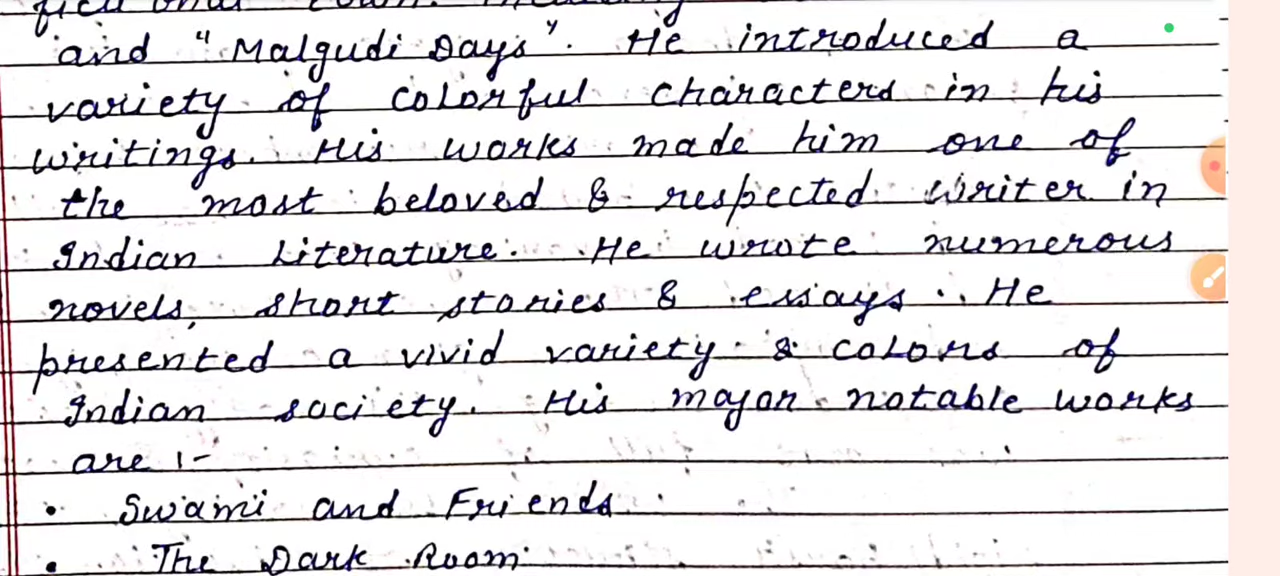 and "Malgudi Days". He introduced a
variety of colorful characters in his
writings. His works made him one of
the most beloved & respected writer in
Indian Literature. He wrote numerous
novels, short stories & essays. He
presented a vivid variety & colors of
Indian society. His major notable works
are :-
• Swami and Friends
• The Dark Room